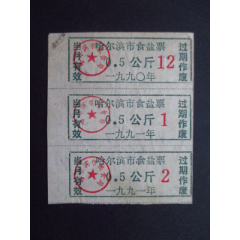 当月有效
哈尔滨市食盐票
0.5 公斤 12
一九九〇年
过期作废
当月有效
哈尔滨市食盐票
0.5 公斤 1
一九九一年
过期作废
当月有效
哈尔滨市食盐票
0.5 公斤 2
一九九一年
过期作废